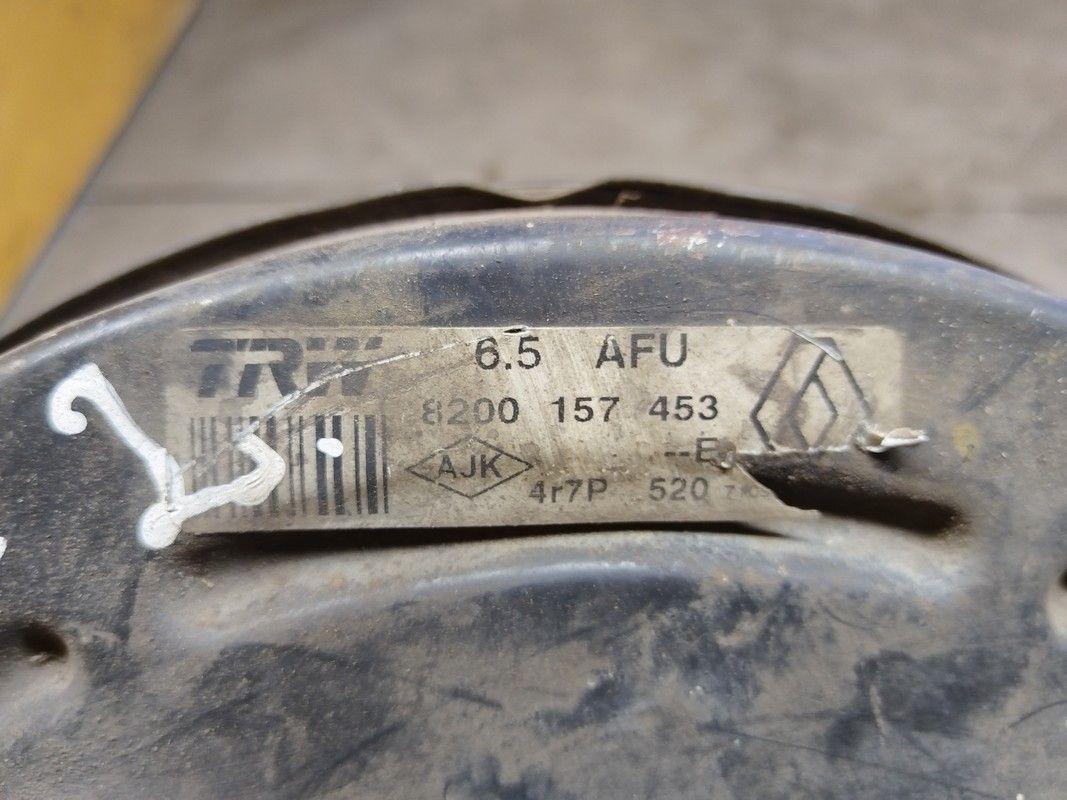 TRW 6.5 AFU
8200 157 453
--E
AJK 4r7P 520